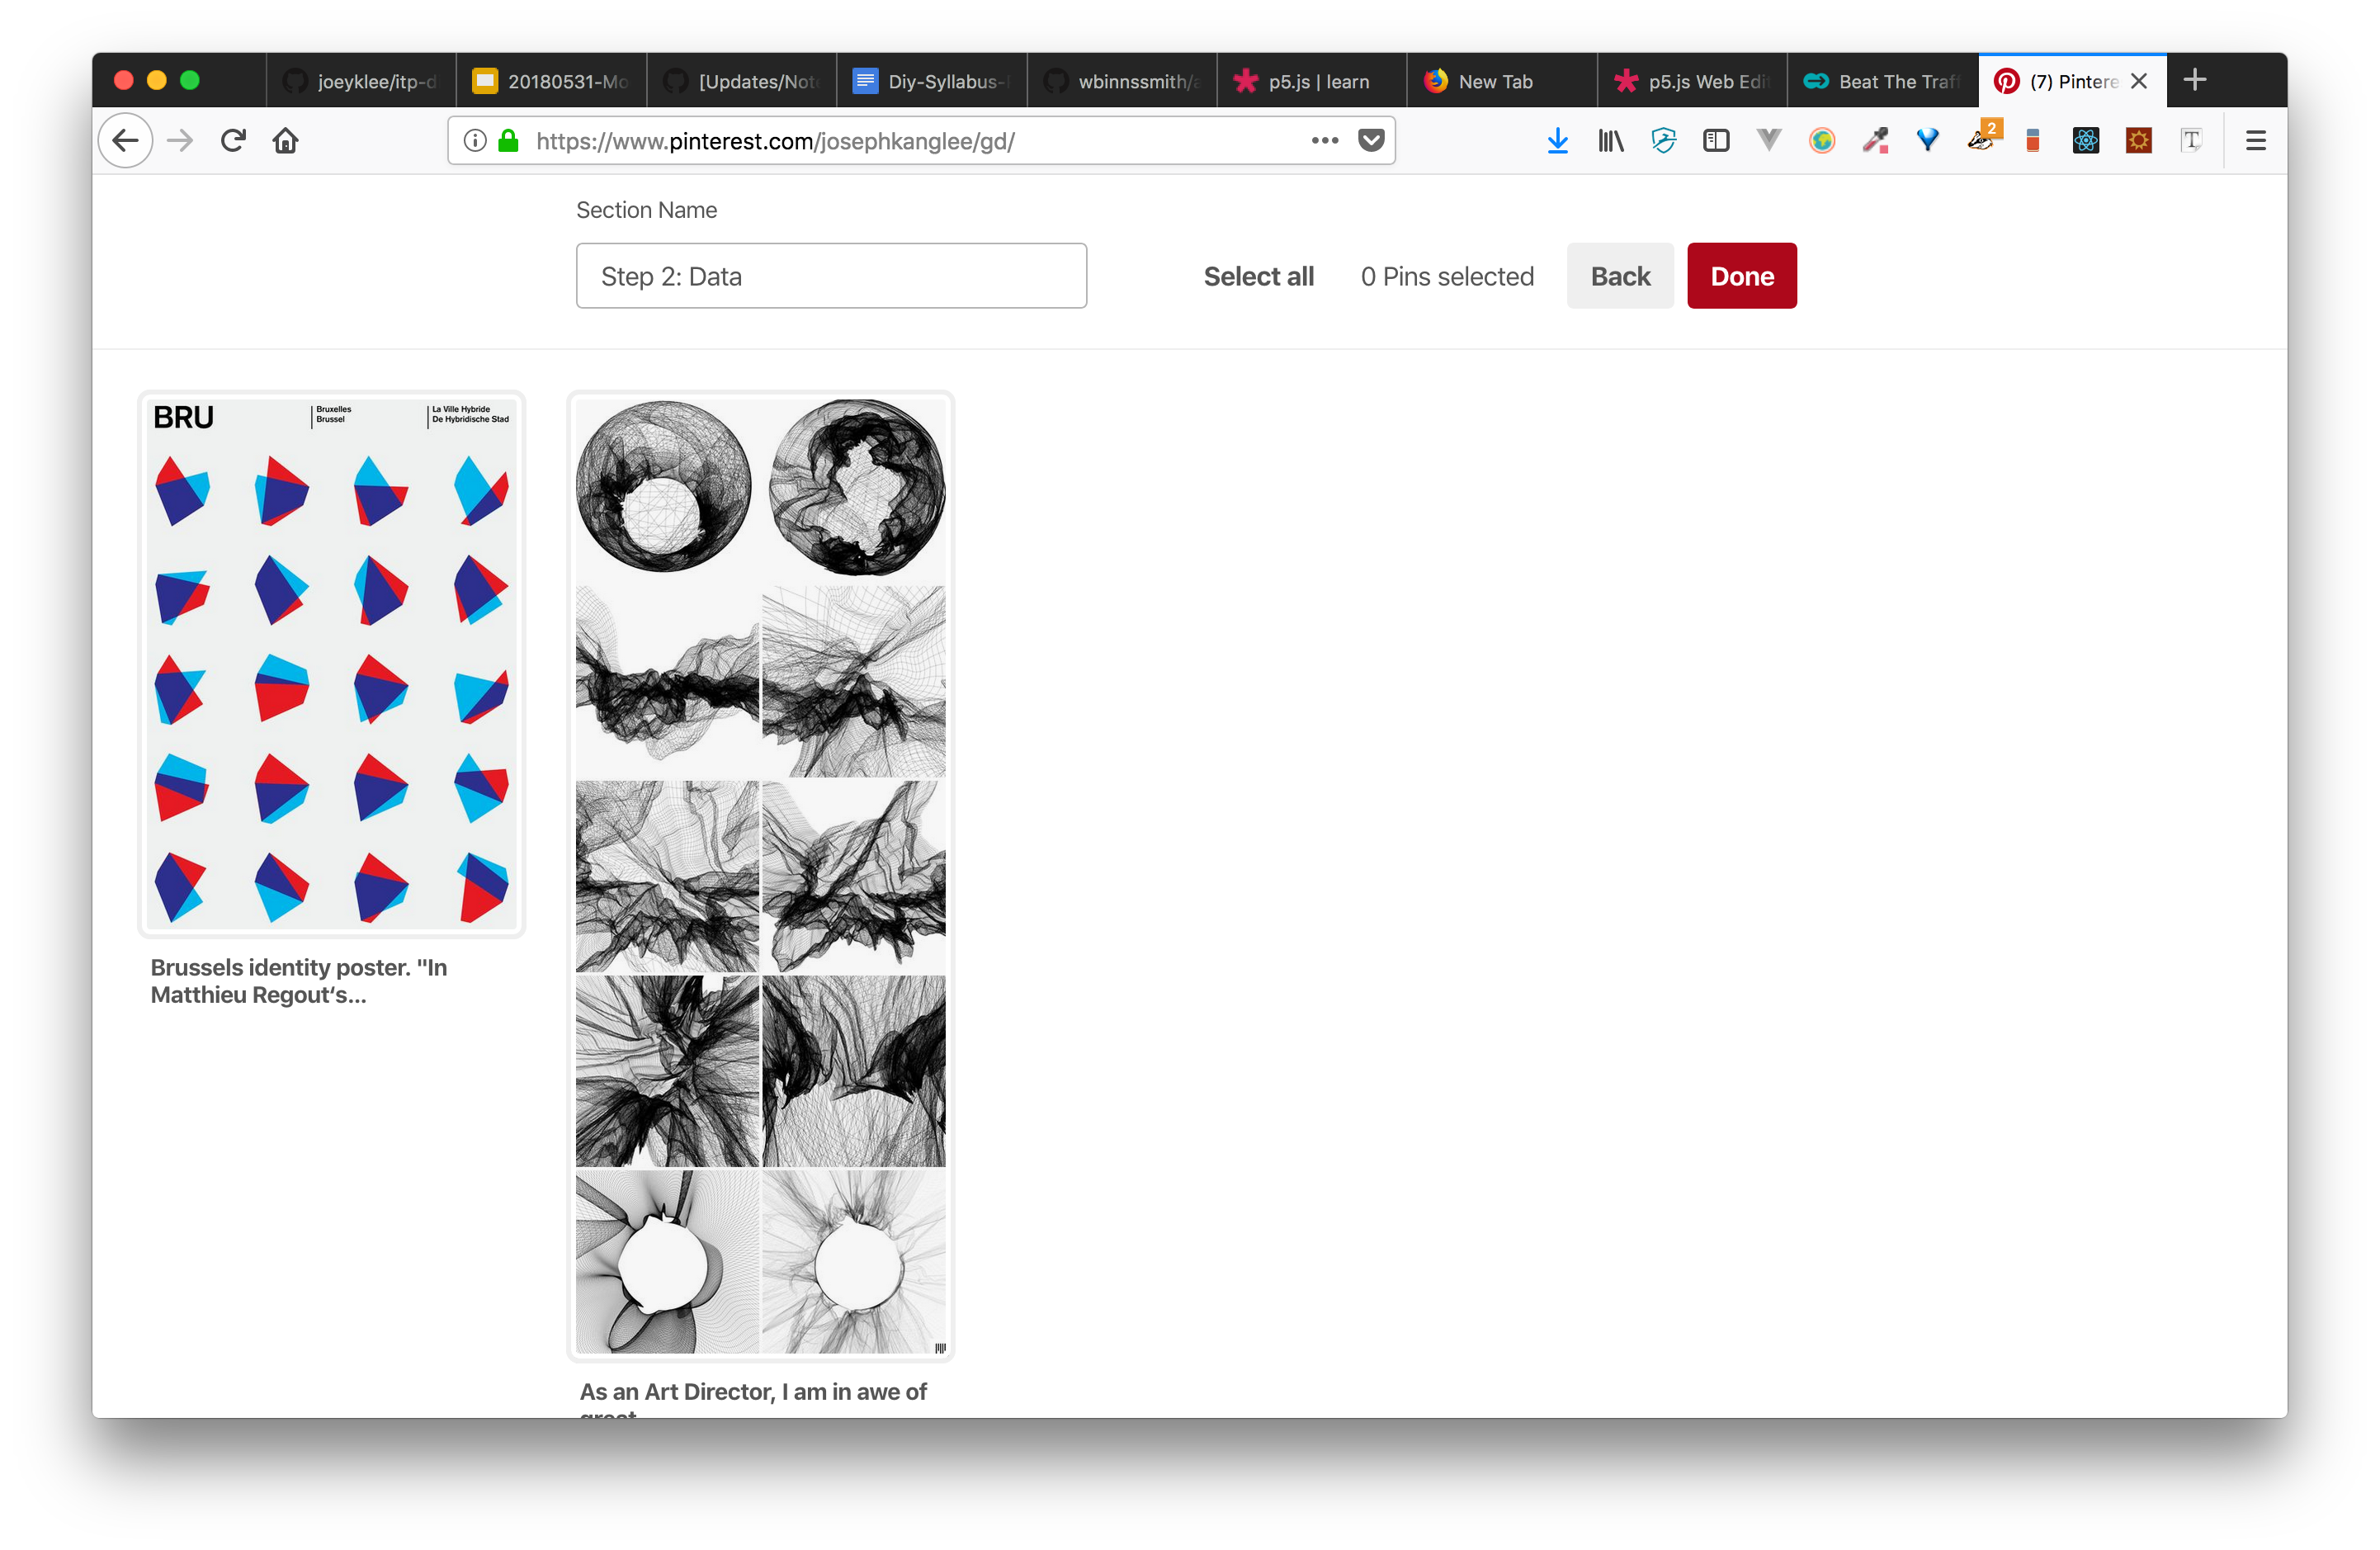 joeyklee/itp-d
20180531-Mo
[Updates/Not
Diy-Syllabus-
wbinnssmith/a
p5.js | learn
New Tab
p5.js Web Edi
Beat The Traf
(7) Pintere
https://www.pinterest.com/josephkanglee/gd/
2
Section Name
Step 2: Data
Select all
0 Pins selected
Back
Done
BRU
Bruxelles
Brussel
La Ville Hybride
De Hybridische Stad
Brussels identity poster. "In
Matthieu Regout‘s...
As an Art Director, I am in awe of
great